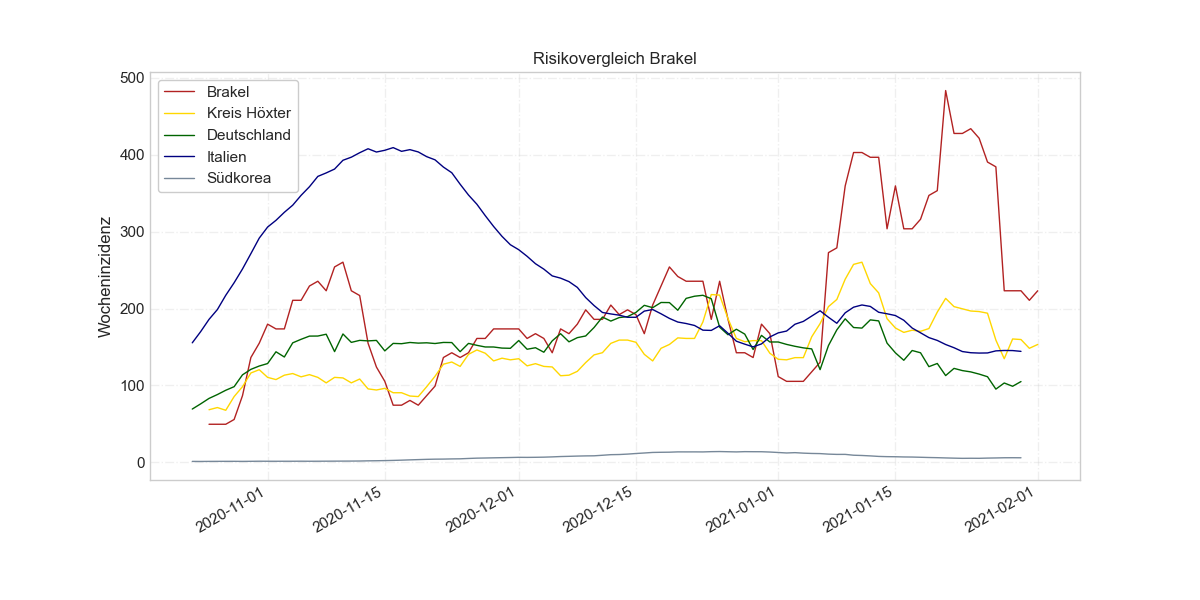 Risikovergleich Brakel
Wocheninzidenz
500
400
300
200
100
0
Brakel
Kreis Höxter
Deutschland
Italien
Südkorea
2020-11-01
2020-11-15
2020-12-01
2020-12-15
2021-01-01
2021-01-15
2021-02-01